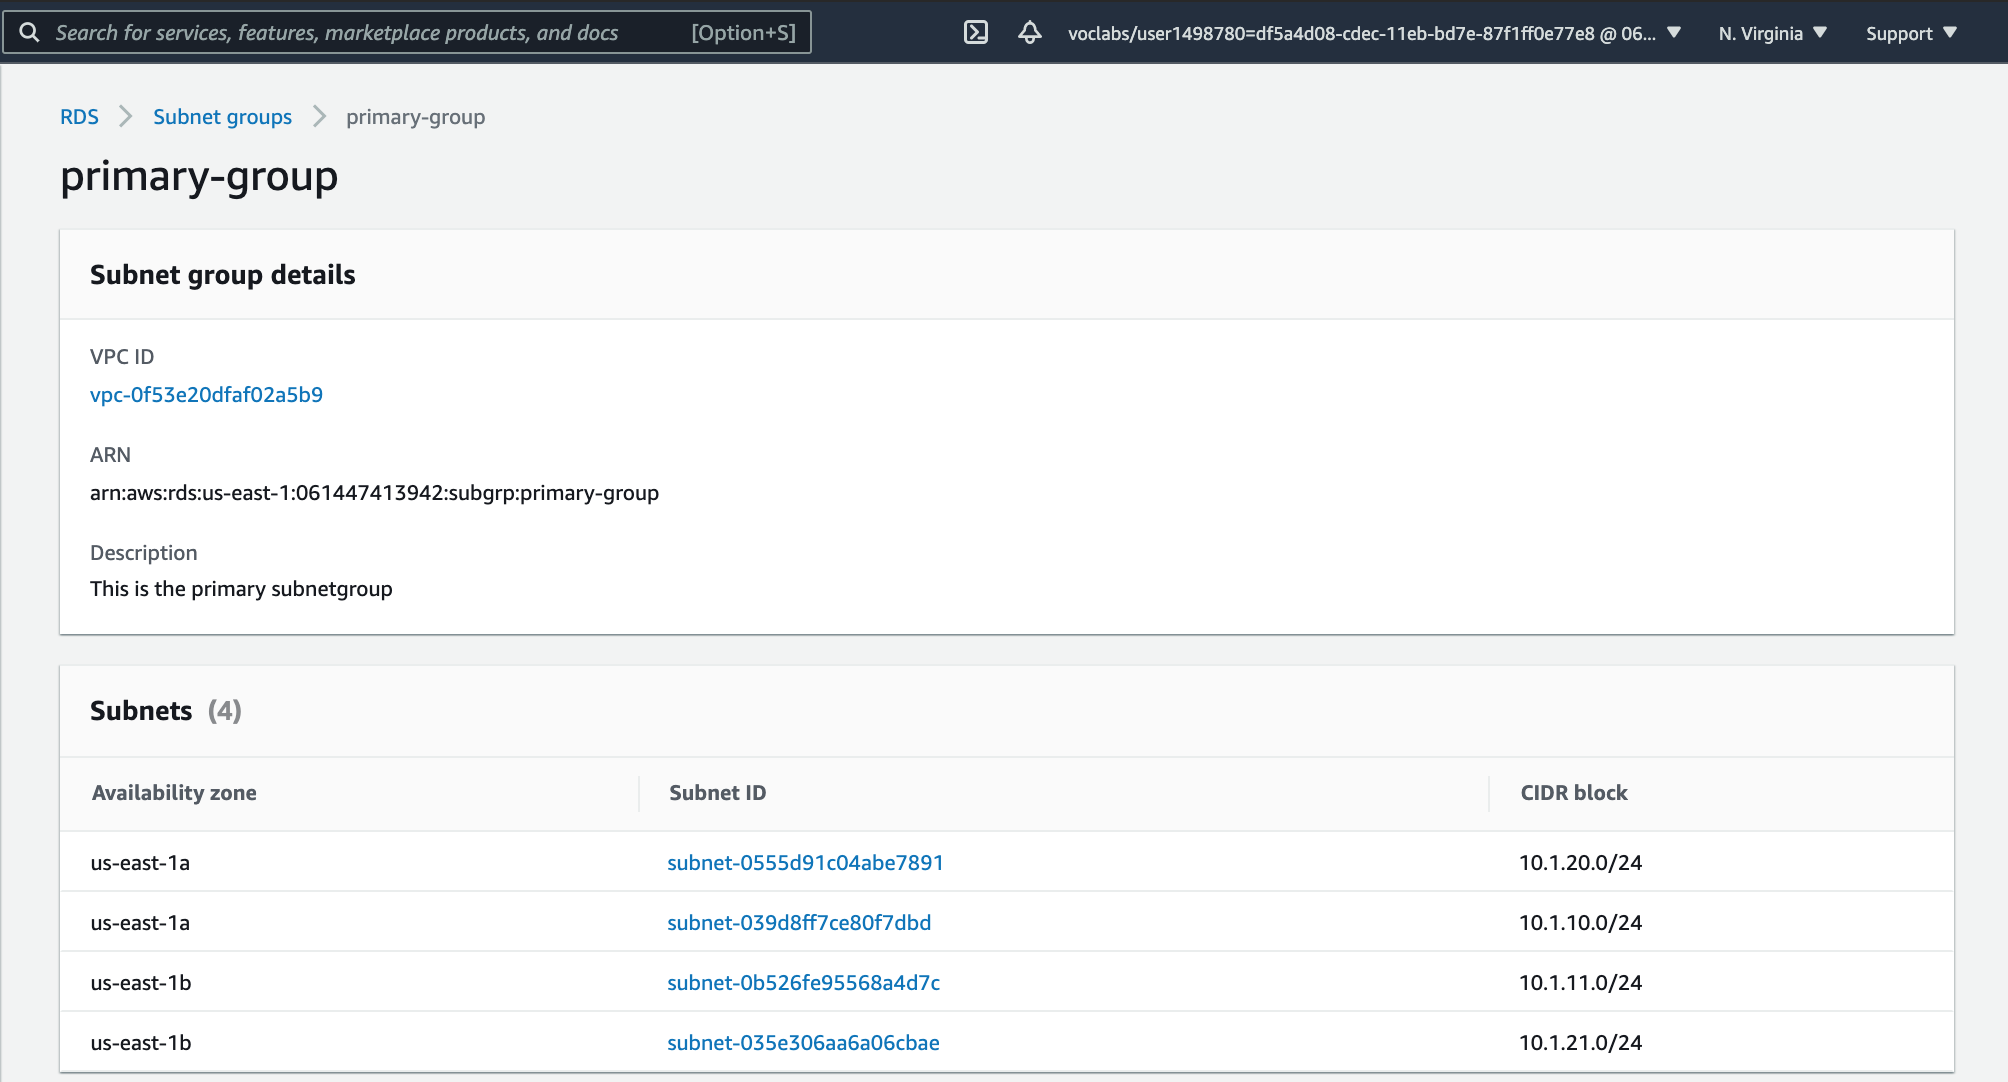 Search for services, features, marketplace products, and docs [Option+S] voclabs/user1498780=df5a4d08-cdec-11eb-bd7e-87f1ff0e77e8 @ 06... N. Virginia Support
RDS Subnet groups primary-group
primary-group
Subnet group details
VPC ID
vpc-0f53e20dfaf02a5b9
ARN
arn:aws:rds:us-east-1:061447413942:subgrp:primary-group
Description
This is the primary subnetgroup
Subnets (4)
Availability zone Subnet ID CIDR block
us-east-1a subnet-0555d91c04abe7891 10.1.20.0/24
us-east-1a subnet-039d8ff7ce80f7dbd 10.1.10.0/24
us-east-1b subnet-0b526fe95568a4d7c 10.1.11.0/24
us-east-1b subnet-035e306aa6a06cbae 10.1.21.0/24